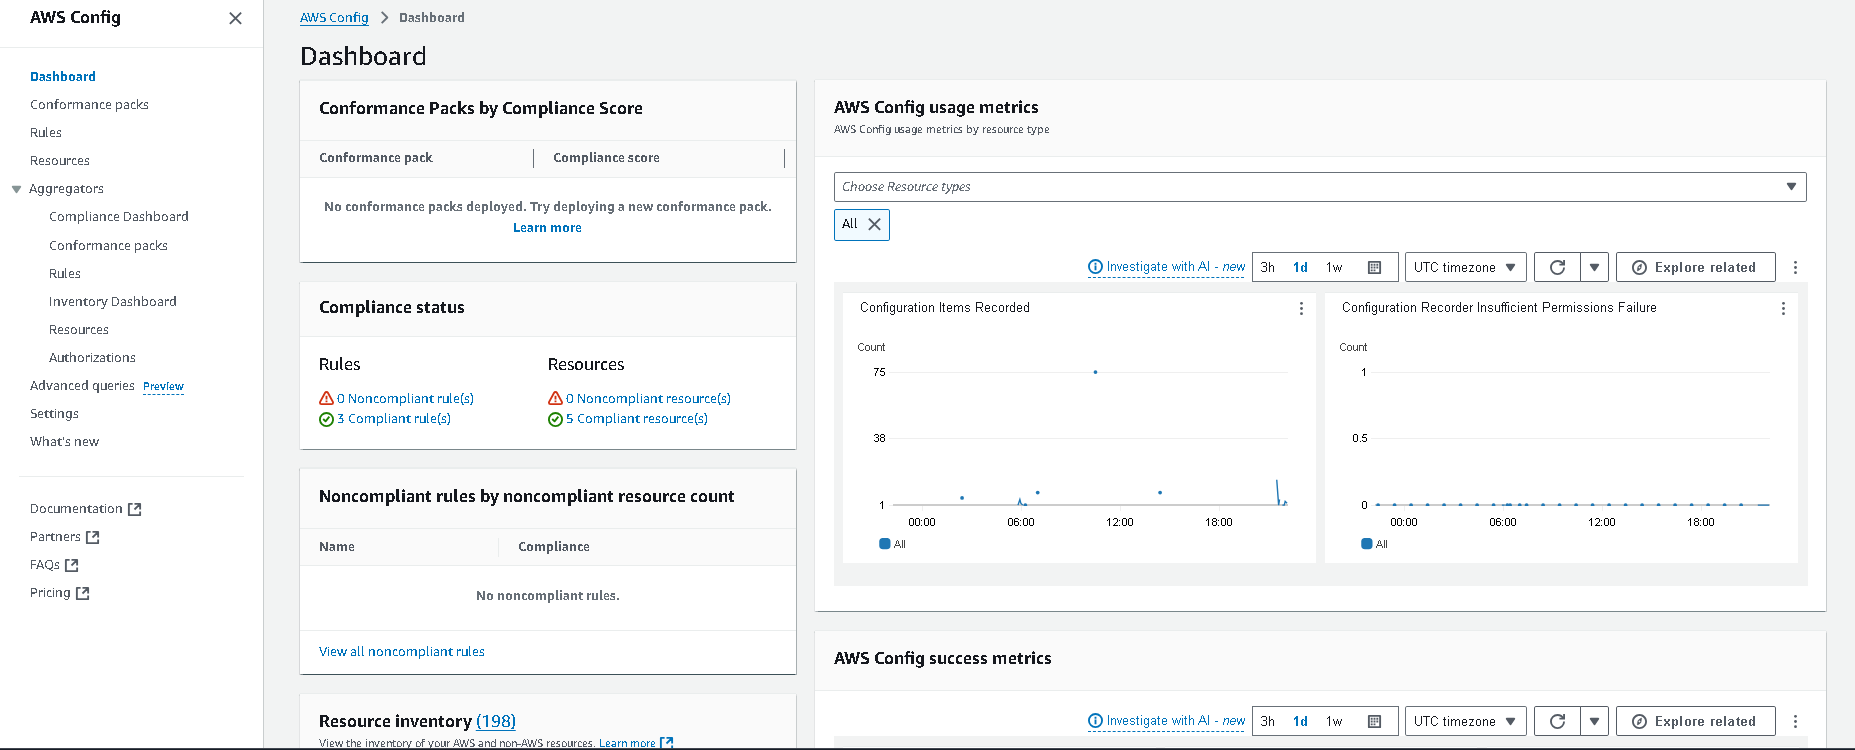 AWS Config
Dashboard
Conformance packs
Rules
Resources
Aggregators
Compliance Dashboard
Conformance packs
Rules
Inventory Dashboard
Resources
Authorizations
Advanced queries Preview
Settings
What's new
Documentation
Partners
FAQs
Pricing
AWS Config > Dashboard
Dashboard
Conformance Packs by Compliance Score
Conformance pack Compliance score
No conformance packs deployed. Try deploying a new conformance pack.
Learn more
Compliance status
Rules Resources
0 Noncompliant rule(s) 0 Noncompliant resource(s)
3 Compliant rule(s) 5 Compliant resource(s)
Noncompliant rules by noncompliant resource count
Name Compliance
No noncompliant rules.
View all noncompliant rules
Resource inventory (198)
View the inventory of your AWS and non-AWS resources. Learn more
AWS Config usage metrics
AWS Config usage metrics by resource type
Choose Resource types
All
Investigate with AI - new 3h 1d 1w UTC timezone Explore related
Configuration Items Recorded
Count
75
38
1
00:00 06:00 12:00 18:00
All
Configuration Recorder Insufficient Permissions Failure
Count
1
0.5
0
00:00 06:00 12:00 18:00
All
AWS Config success metrics
Investigate with AI - new 3h 1d 1w UTC timezone Explore related